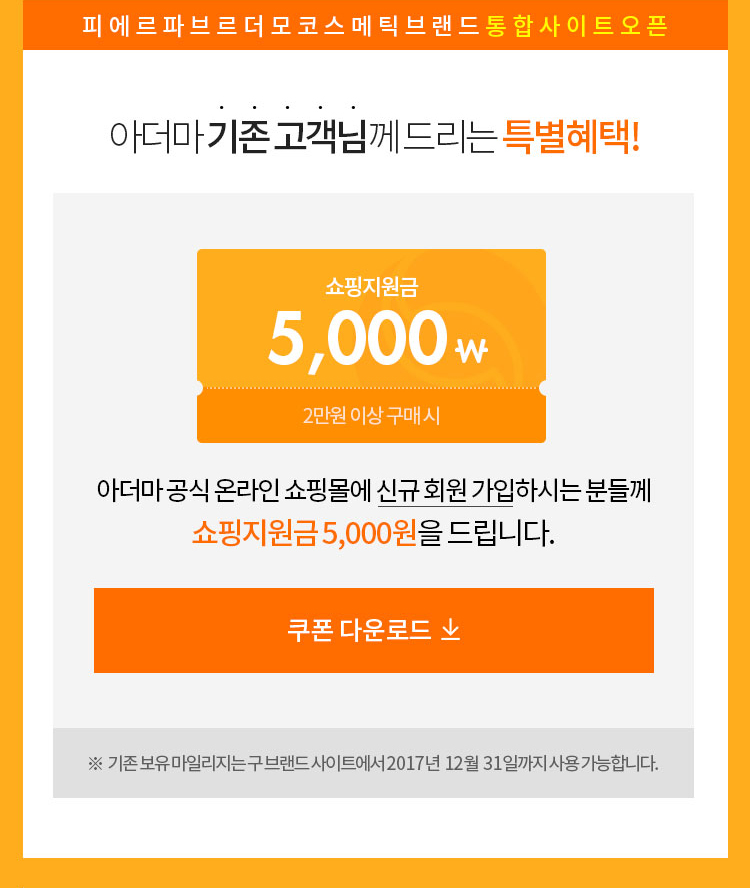 피에르파브르더모코스메틱브랜드통합사이트오픈
아더마 기존 고객님께 드리는 특별혜택!
쇼핑지원금
5,000 ₩
2만원 이상 구매시
아더마 공식 온라인 쇼핑몰에 신규 회원 가입하시는 분들께
쇼핑지원금 5,000원을 드립니다.
쿠폰 다운로드
※ 기존 보유 마일리지는 구 브랜드 사이트에서 2017년 12월 31일까지 사용 가능합니다.